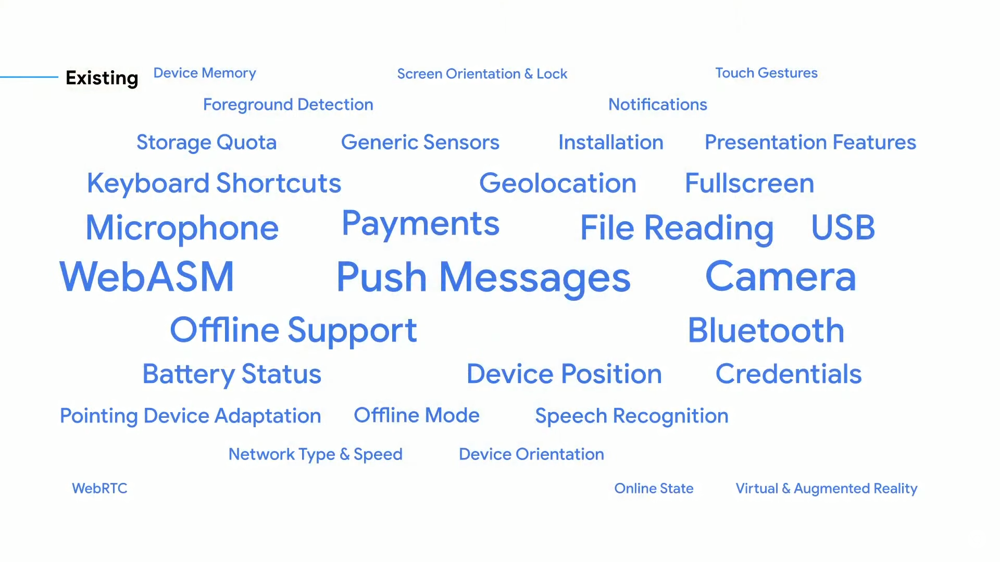 Existing Device Memory Screen Orientation & Lock Touch Gestures
Foreground Detection Notifications
Storage Quota Generic Sensors Installation Presentation Features
Keyboard Shortcuts Geolocation Fullscreen
Microphone Payments File Reading USB
WebASM Push Messages Camera
Offline Support Bluetooth
Battery Status Device Position Credentials
Pointing Device Adaptation Offline Mode Speech Recognition
Network Type & Speed Device Orientation
WebRTC Online State Virtual & Augmented Reality